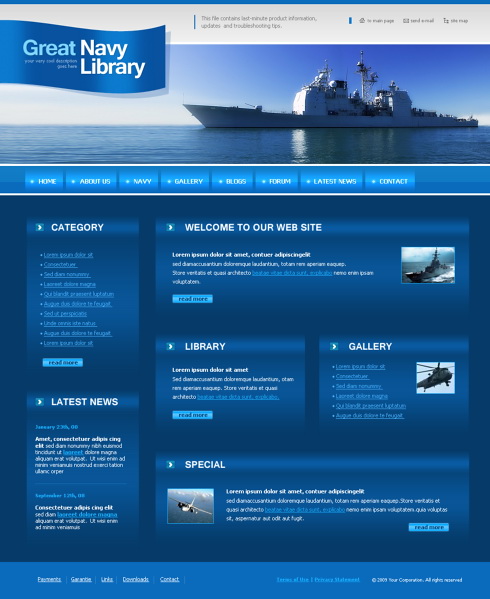 This file contains last-minute product information,
updates and troubleshooting tips.
to main page send e-mail site map
Great Navy
Library
your very cool description
goes here
HOME ABOUT US NAVY GALLERY BLOGS FORUM LATEST NEWS CONTACT
CATEGORY
Lorem ipsum dolor sit
Consectetuer
Sed diam nonummy
Laoreet dolore magna
Qui blandit praesent luptatum
Augue duis dolore te feugait
Sed ut perspiciatis
Unde omnis iste natus
Augue duis dolore te feugait
Lorem ipsum dolor sit
read more
LATEST NEWS
January 23th, 08
Amet, consectetuer adipis cing
elit sed diam nonummy nibh euismod
tincidunt ut laoreet dolore magna
aliquam erat volutpat. Ut wisi enim ad
minim veniamuis nostrud exerci tation
ullamc orper
September 12th, 08
Consectetuer adipis cing elit
sed diam laoreet dolore magna
aliquam erat volutpat. Ut wisi enim
ad minim veniamuis
WELCOME TO OUR WEB SITE
Lorem ipsum dolor sit amet, contuer adipiscingelit
sed diamaccusantium doloremque laudantium, totam rem aperiam eaquep.
Store veritatis et quasi architecto beatae vitae dicta sunt, explicabo nemo enim ipsam
voluptatem.
read more
LIBRARY
Lorem ipsum dolor sit amet
Sed diamaccusantium doloremque laudantium, totam rem
aperiam eaquep. Store veritatis et quasi
architecto beatae vitae dicta sunt, explicabo.
read more
GALLERY
Lorem ipsum dolor sit
Consectetuer
Sed diam nonummy
Laoreet dolore magna
Qui blandit praesent luptatum
Augue duis dolore te feugait
SPECIAL
Lorem ipsum dolor sit amet, contuer adipiscingelit
sed diamaccusantium doloremque laudantium, totam rem aperiam eaquep.Store veritatis et
quasi architecto beatae vitae dicta sunt, explicabo nemo enim ipsam voluptatem.quia voluptas
sit, aspernatur aut odit aut fugit.
read more
Payments Garantie Links Downloads Contact Terms of Use | Privacy Statement © 2009 Your Corporation. All rights reserved